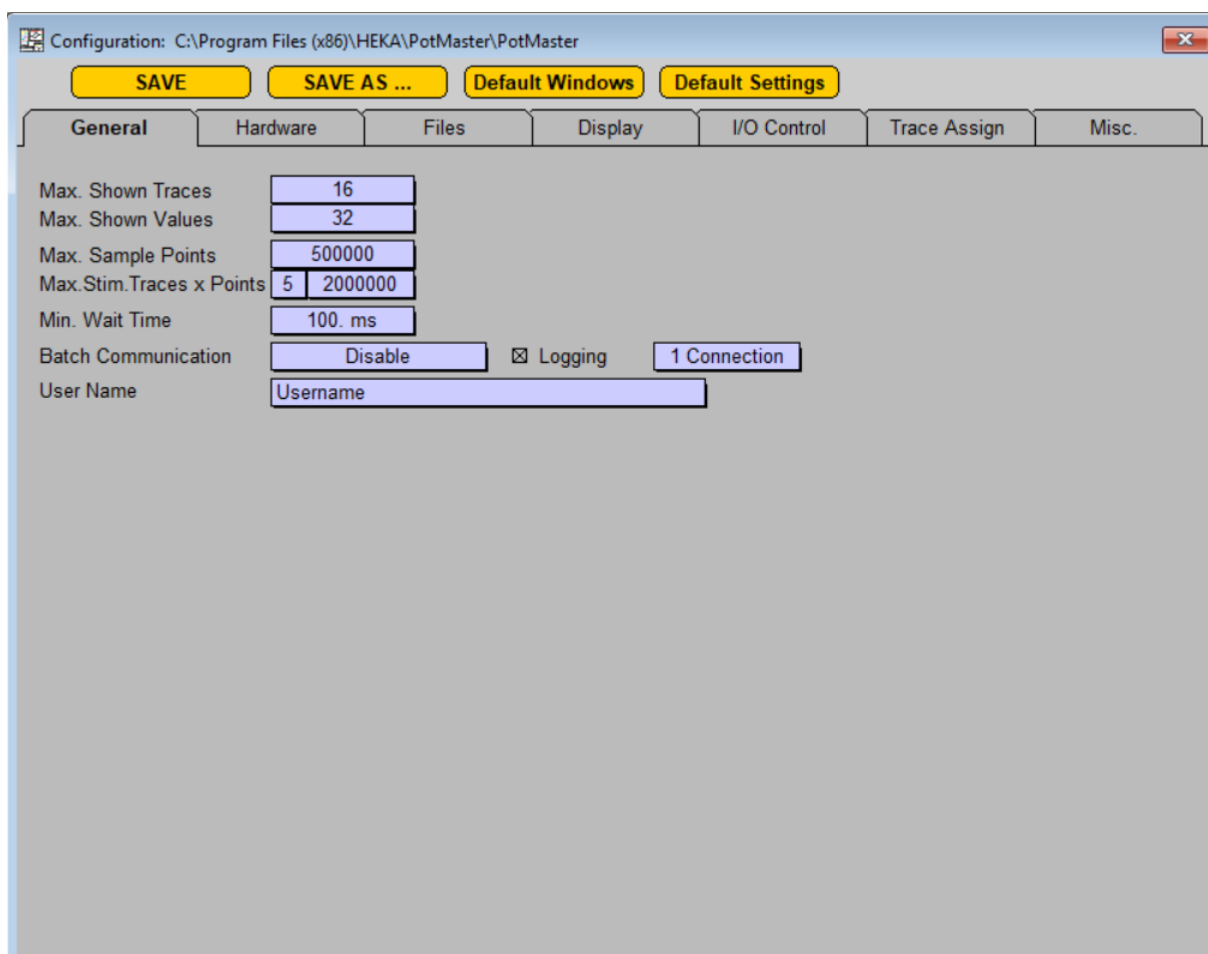 Configuration: C:\Program Files (x86)\HEKA\PotMaster\PotMaster
SAVE SAVE AS ... Default Windows Default Settings
General Hardware Files Display I/O Control Trace Assign Misc.
Max. Shown Traces 16
Max. Shown Values 32
Max. Sample Points 500000
Max.Stim.Traces x Points 5 2000000
Min. Wait Time 100. ms
Batch Communication Disable Logging 1 Connection
User Name Username